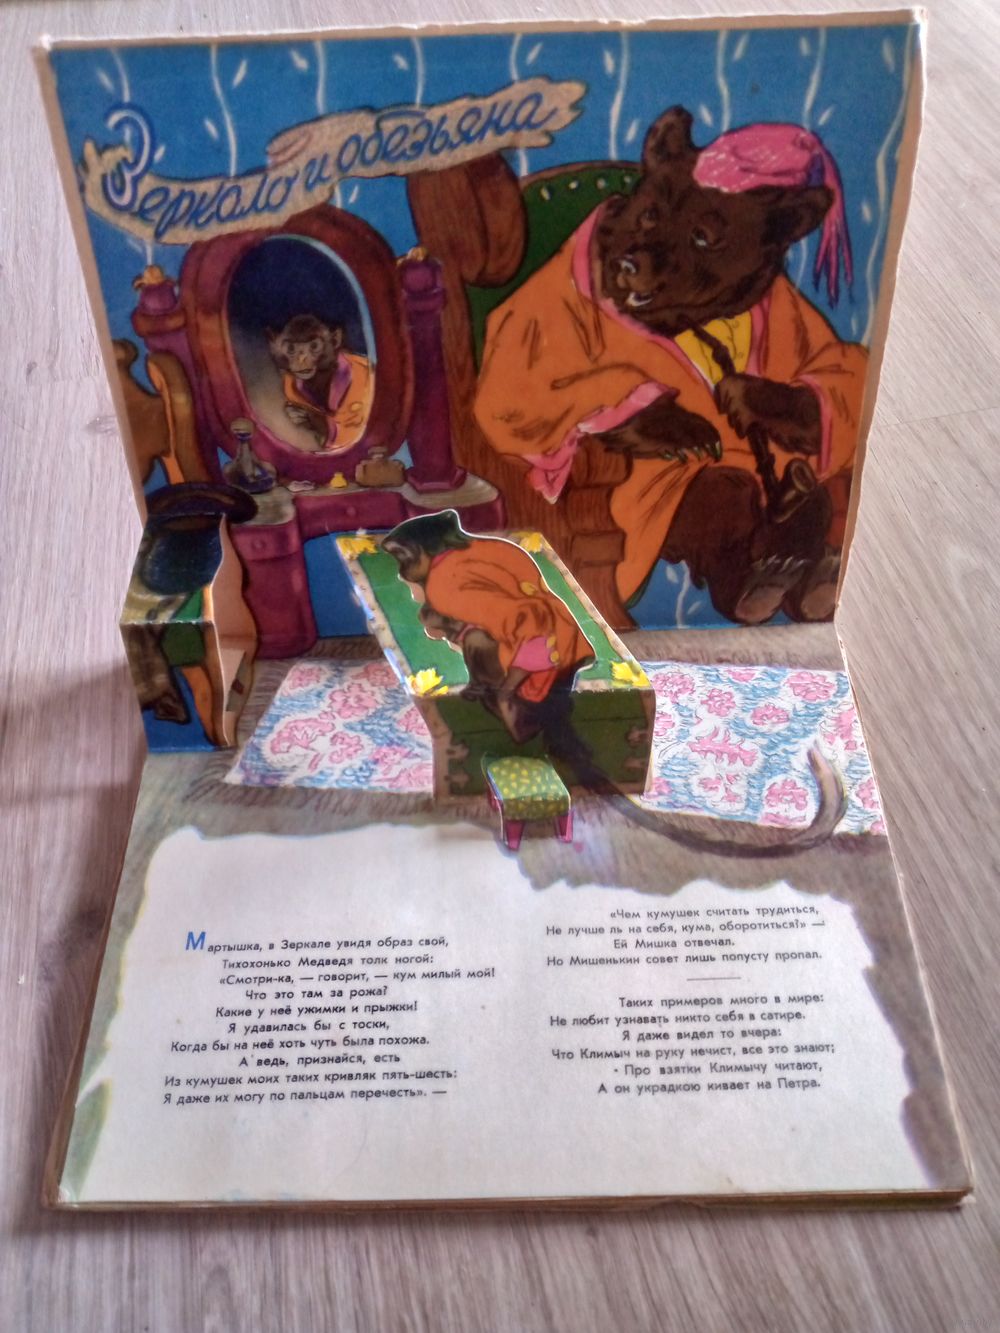 Зеркало и обезьяна
Мартышка, в Зеркале увидя образ свой,
Тихохонько Медведя толк ногой:
«Смотри-ка, — говорит, — кум милый мой!
Что это там за рожа?
Какие у неё ужимки и прыжки!
Я удавилась бы с тоски,
Когда бы на неё хоть чуть была похожа.
А ведь, признайся, есть
Из кумушек моих таких кривляк пять-шесть:
Я даже их могу по пальцам перечесть». —
«Чем кумушек считать трудиться,
Не лучше ль на себя, кума, оборотиться?» —
Ей Мишка отвечал.
Но Мишенькин совет лишь попусту пропал.
Таких примеров много в мире:
Не любит узнавать никто себя в сатире.
Я даже видел то вчера:
Что Климыч на руку нечист, все это знают;
Про взятки Климычу читают,
А он украдкою кивает на Петра.